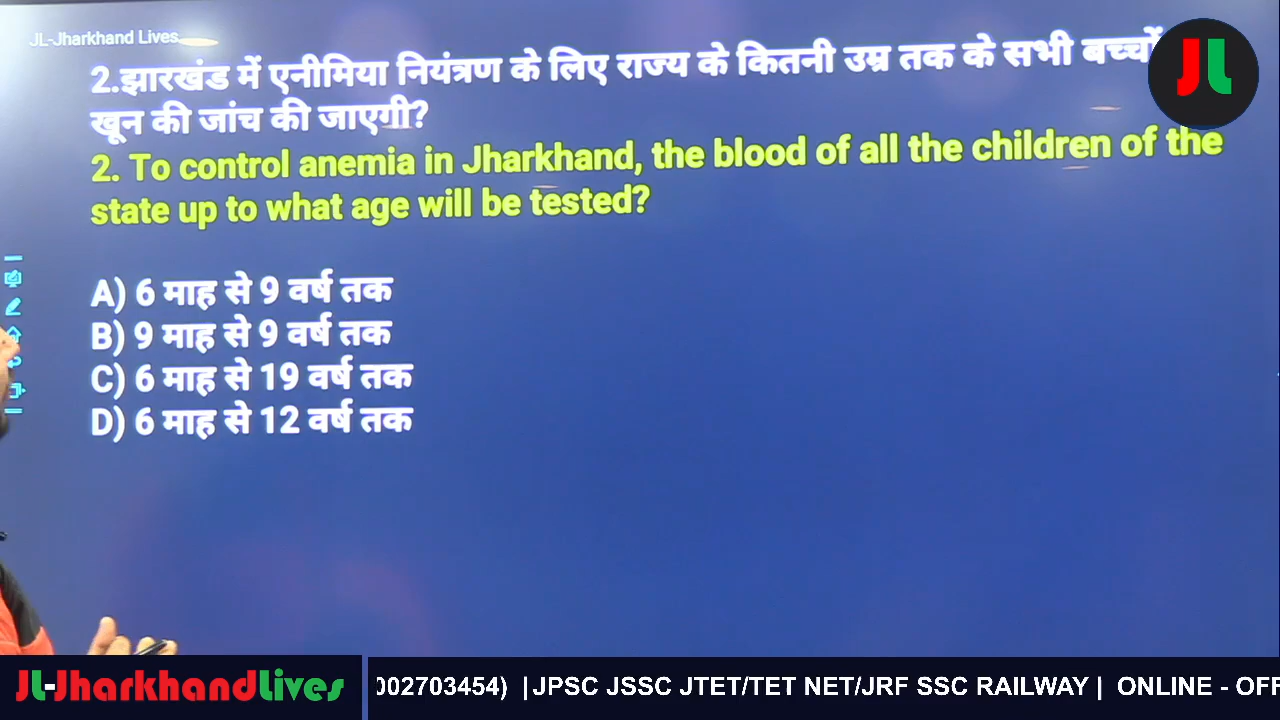 JL-Jharkhand Lives
JL
2.झारखंड में एनीमिया नियंत्रण के लिए राज्य के कितनी उम्र तक के सभी बच्चों
खून की जांच की जाएगी?
2. To control anemia in Jharkhand, the blood of all the children of the
state up to what age will be tested?
A) 6 माह से 9 वर्ष तक
B) 9 माह से 9 वर्ष तक
C) 6 माह से 19 वर्ष तक
D) 6 माह से 12 वर्ष तक
JL-JharkhandLives
002703454) | JPSC JSSC JTET/TET NET/JRF SSC RAILWAY | ONLINE - OFF